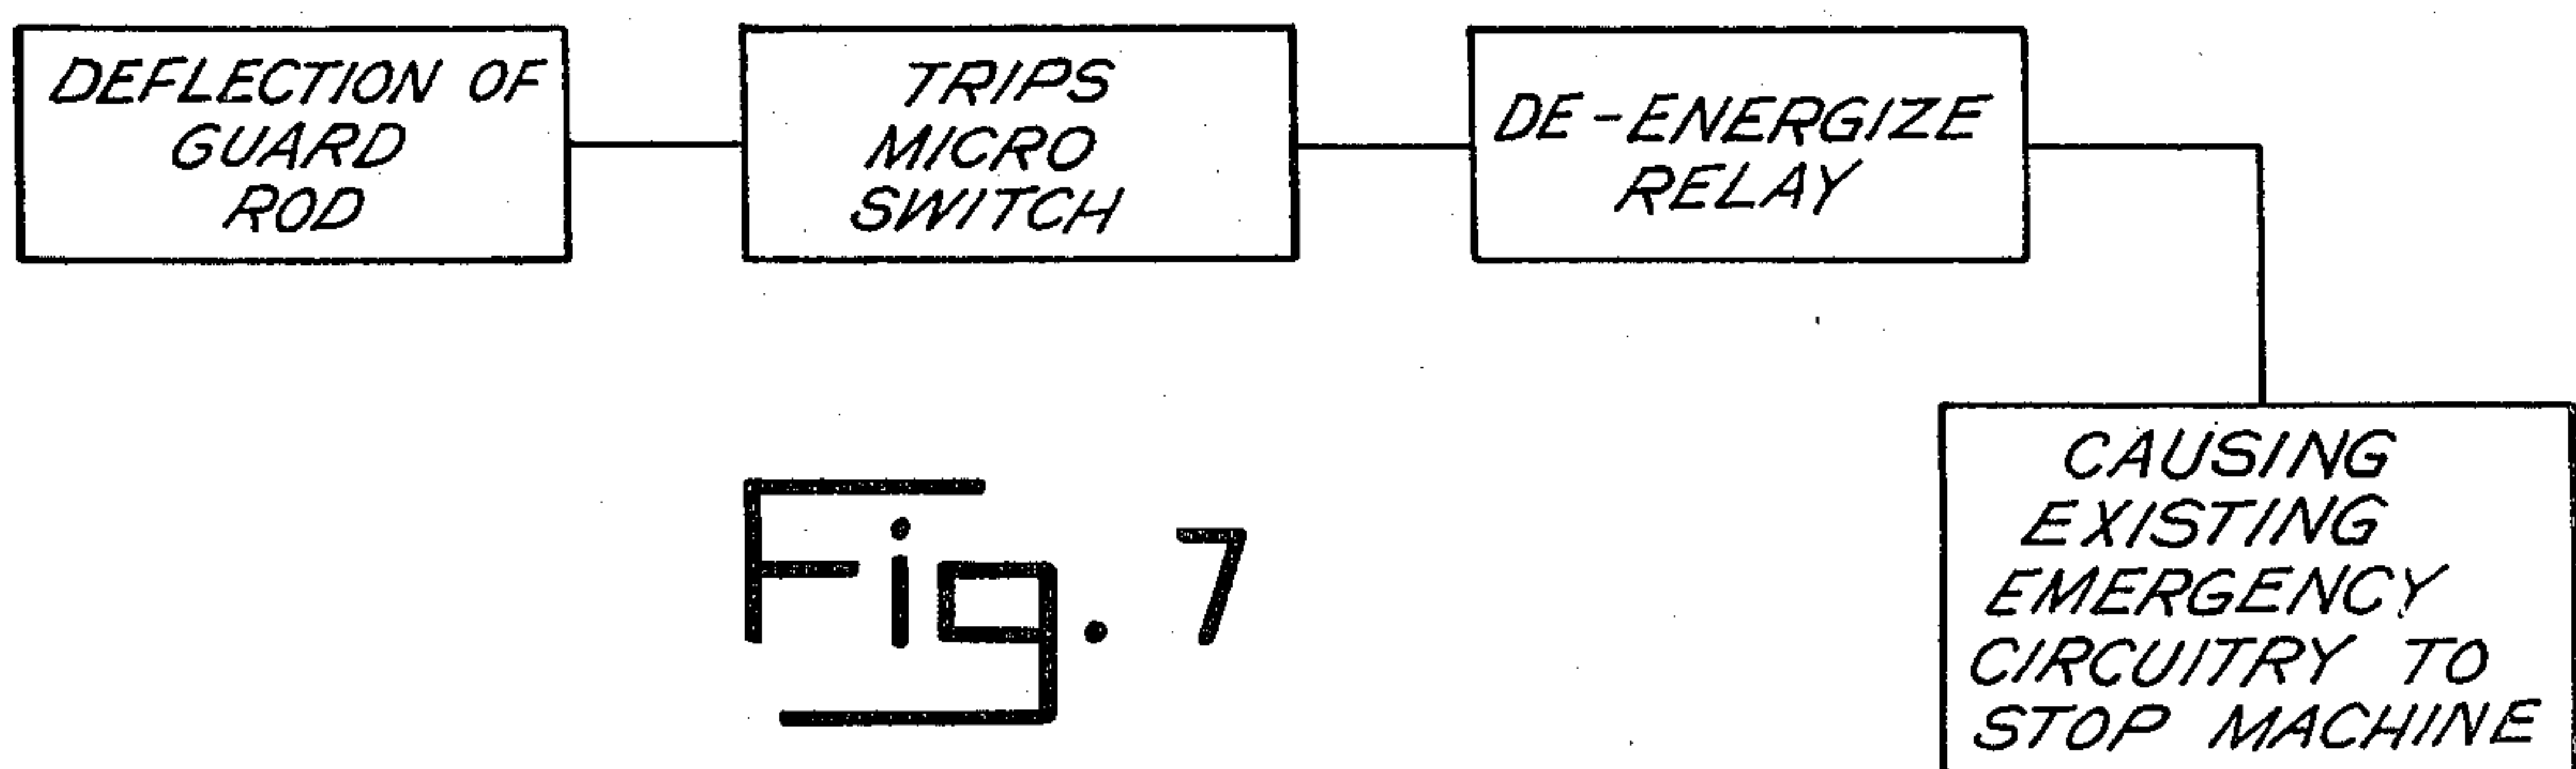 DEFLECTION OF
GUARD
ROD
TRIPS
MICRO
SWITCH
DE-ENERGIZE
RELAY
CAUSING
EXISTING
EMERGENCY
CIRCUITRY TO
STOP MACHINE
Fig. 7